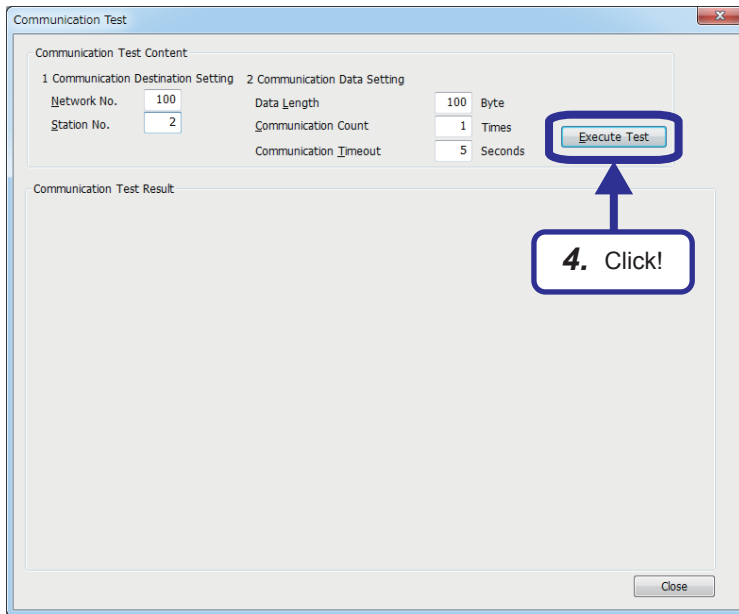 Communication Test
Communication Test Content
1 Communication Destination Setting
Network No. 100
Station No. 2
2 Communication Data Setting
Data Length 100 Byte
Communication Count 1 Times
Communication Timeout 5 Seconds
Execute Test
4. Click!
Communication Test Result
Close